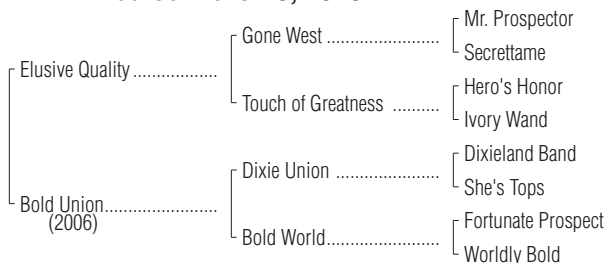 Mr. Prospector
Gone West
Secrettame
Elusive Quality
Hero's Honor
Touch of Greatness
Ivory Wand
Dixieland Band
Dixie Union
She's Tops
Bold Union
(2006)
Fortunate Prospect
Bold World
Worldly Bold